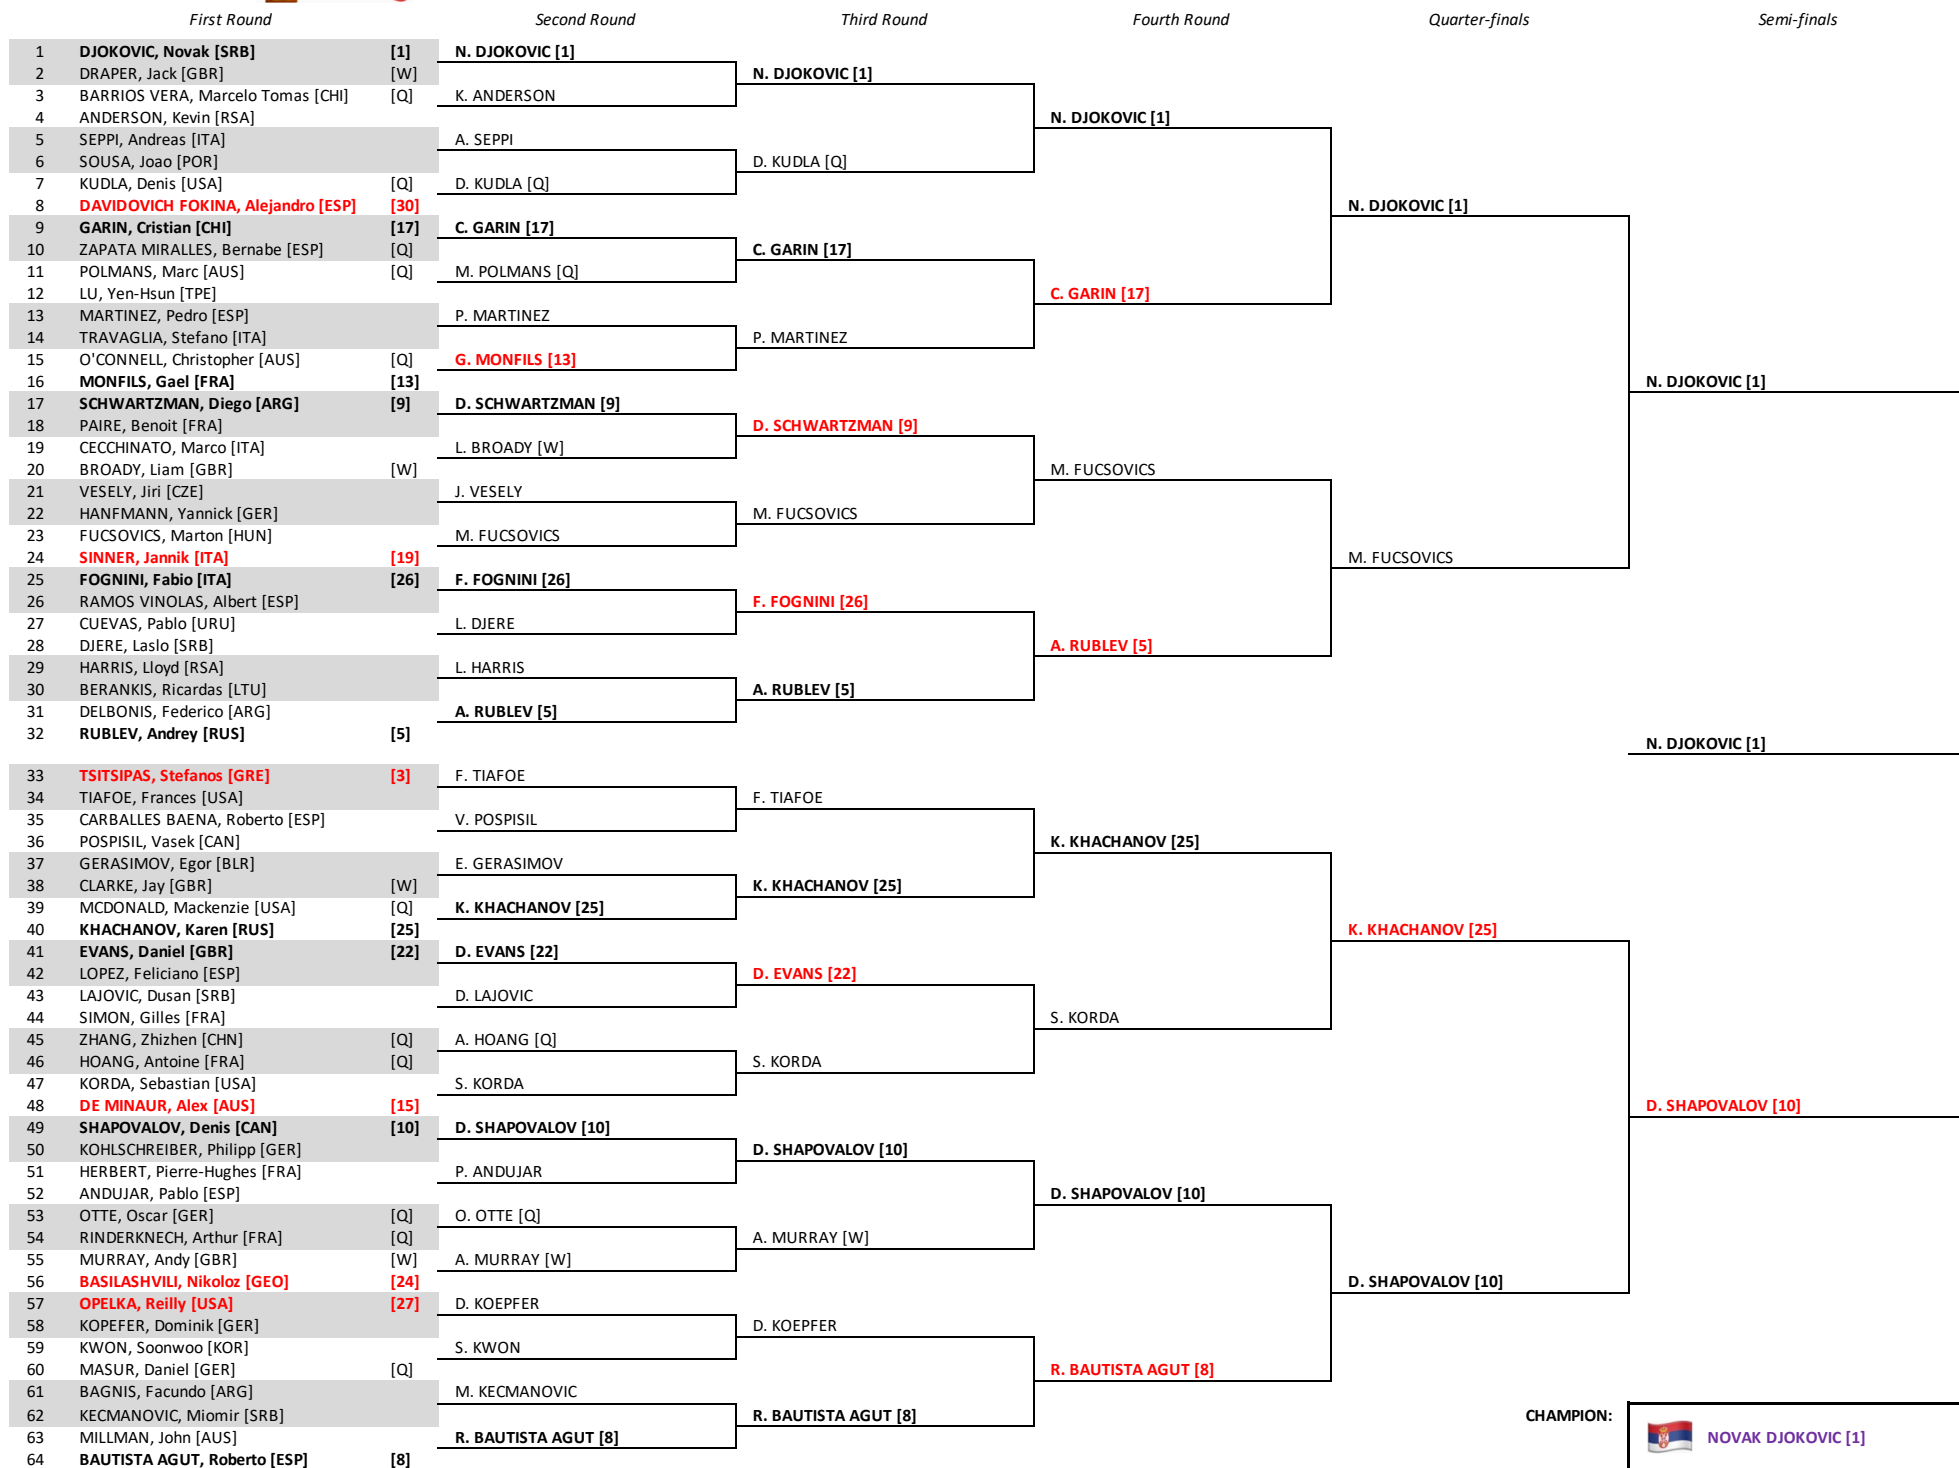 First Round Second Round Third Round Fourth Round Quarter-finals Semi-finals
1 DJOKOVIC, Novak [SRB] [1] N. DJOKOVIC [1]
2 DRAPER, Jack [GBR] [W] N. DJOKOVIC [1]
3 BARRIOS VERA, Marcelo Tomas [CHI] [Q] K. ANDERSON
4 ANDERSON, Kevin [RSA] N. DJOKOVIC [1]
5 SEPPI, Andreas [ITA] A. SEPPI
6 SOUSA, Joao [POR] D. KUDLA [Q]
7 KUDLA, Denis [USA] [Q] D. KUDLA [Q]
8 DAVIDOVICH FOKINA, Alejandro [ESP] [30] N. DJOKOVIC [1]
9 GARIN, Cristian [CHI] [17] C. GARIN [17]
10 ZAPATA MIRALLES, Bernabe [ESP] [Q] C. GARIN [17]
11 POLMANS, Marc [AUS] [Q] M. POLMANS [Q]
12 LU, Yen-Hsun [TPE] C. GARIN [17]
13 MARTINEZ, Pedro [ESP] P. MARTINEZ
14 TRAVAGLIA, Stefano [ITA] P. MARTINEZ
15 O'CONNELL, Christopher [AUS] [Q] G. MONFILS [13]
16 MONFILS, Gael [FRA] [13] N. DJOKOVIC [1]
17 SCHWARTZMAN, Diego [ARG] [9] D. SCHWARTZMAN [9]
18 PAIRE, Benoit [FRA] D. SCHWARTZMAN [9]
19 CECCHINATO, Marco [ITA] L. BROADY [W]
20 BROADY, Liam [GBR] [W] M. FUCSOVICS
21 VESELY, Jiri [CZE] J. VESELY
22 HANFMANN, Yannick [GER] M. FUCSOVICS
23 FUCSOVICS, Marton [HUN] M. FUCSOVICS
24 SINNER, Jannik [ITA] [19] M. FUCSOVICS
25 FOGNINI, Fabio [ITA] [26] F. FOGNINI [26]
26 RAMOS VINOLAS, Albert [ESP] F. FOGNINI [26]
27 CUEVAS, Pablo [URU] L. DJERE
28 DJERE, Laslo [SRB] A. RUBLEV [5]
29 HARRIS, Lloyd [RSA] L. HARRIS
30 BERANKIS, Ricardas [LTU] A. RUBLEV [5]
31 DELBONIS, Federico [ARG] A. RUBLEV [5]
32 RUBLEV, Andrey [RUS] [5]
N. DJOKOVIC [1]
33 TSITSIPAS, Stefanos [GRE] [3] F. TIAFOE
34 TIAFOE, Frances [USA] F. TIAFOE
35 CARBALLES BAENA, Roberto [ESP] V. POSPISIL
36 POSPISIL, Vasek [CAN] K. KHACHANOV [25]
37 GERASIMOV, Egor [BLR] E. GERASIMOV
38 CLARKE, Jay [GBR] [W] K. KHACHANOV [25]
39 MCDONALD, Mackenzie [USA] [Q] K. KHACHANOV [25]
40 KHACHANOV, Karen [RUS] [25] K. KHACHANOV [25]
41 EVANS, Daniel [GBR] [22] D. EVANS [22]
42 LOPEZ, Feliciano [ESP] D. EVANS [22]
43 LAJOVIC, Dusan [SRB] D. LAJOVIC
44 SIMON, Gilles [FRA] S. KORDA
45 ZHANG, Zhizhen [CHN] [Q] A. HOANG [Q]
46 HOANG, Antoine [FRA] [Q] S. KORDA
47 KORDA, Sebastian [USA] S. KORDA
48 DE MINAUR, Alex [AUS] [15] D. SHAPOVALOV [10]
49 SHAPOVALOV, Denis [CAN] [10] D. SHAPOVALOV [10]
50 KOHLSCHREIBER, Philipp [GER] D. SHAPOVALOV [10]
51 HERBERT, Pierre-Hughes [FRA] P. ANDUJAR
52 ANDUJAR, Pablo [ESP] D. SHAPOVALOV [10]
53 OTTE, Oscar [GER] [Q] O. OTTE [Q]
54 RINDERKNECH, Arthur [FRA] [Q] A. MURRAY [W]
55 MURRAY, Andy [GBR] [W] A. MURRAY [W]
56 BASILASHVILI, Nikoloz [GEO] [24] D. SHAPOVALOV [10]
57 OPELKA, Reilly [USA] [27] D. KOEPFER
58 KOPEFER, Dominik [GER] D. KOEPFER
59 KWON, Soonwoo [KOR] S. KWON
60 MASUR, Daniel [GER] [Q] R. BAUTISTA AGUT [8]
61 BAGNIS, Facundo [ARG] M. KECMANOVIC
62 KECMANOVIC, Miomir [SRB] R. BAUTISTA AGUT [8] CHAMPION:
63 MILLMAN, John [AUS] R. BAUTISTA AGUT [8] NOVAK DJOKOVIC [1]
64 BAUTISTA AGUT, Roberto [ESP] [8]